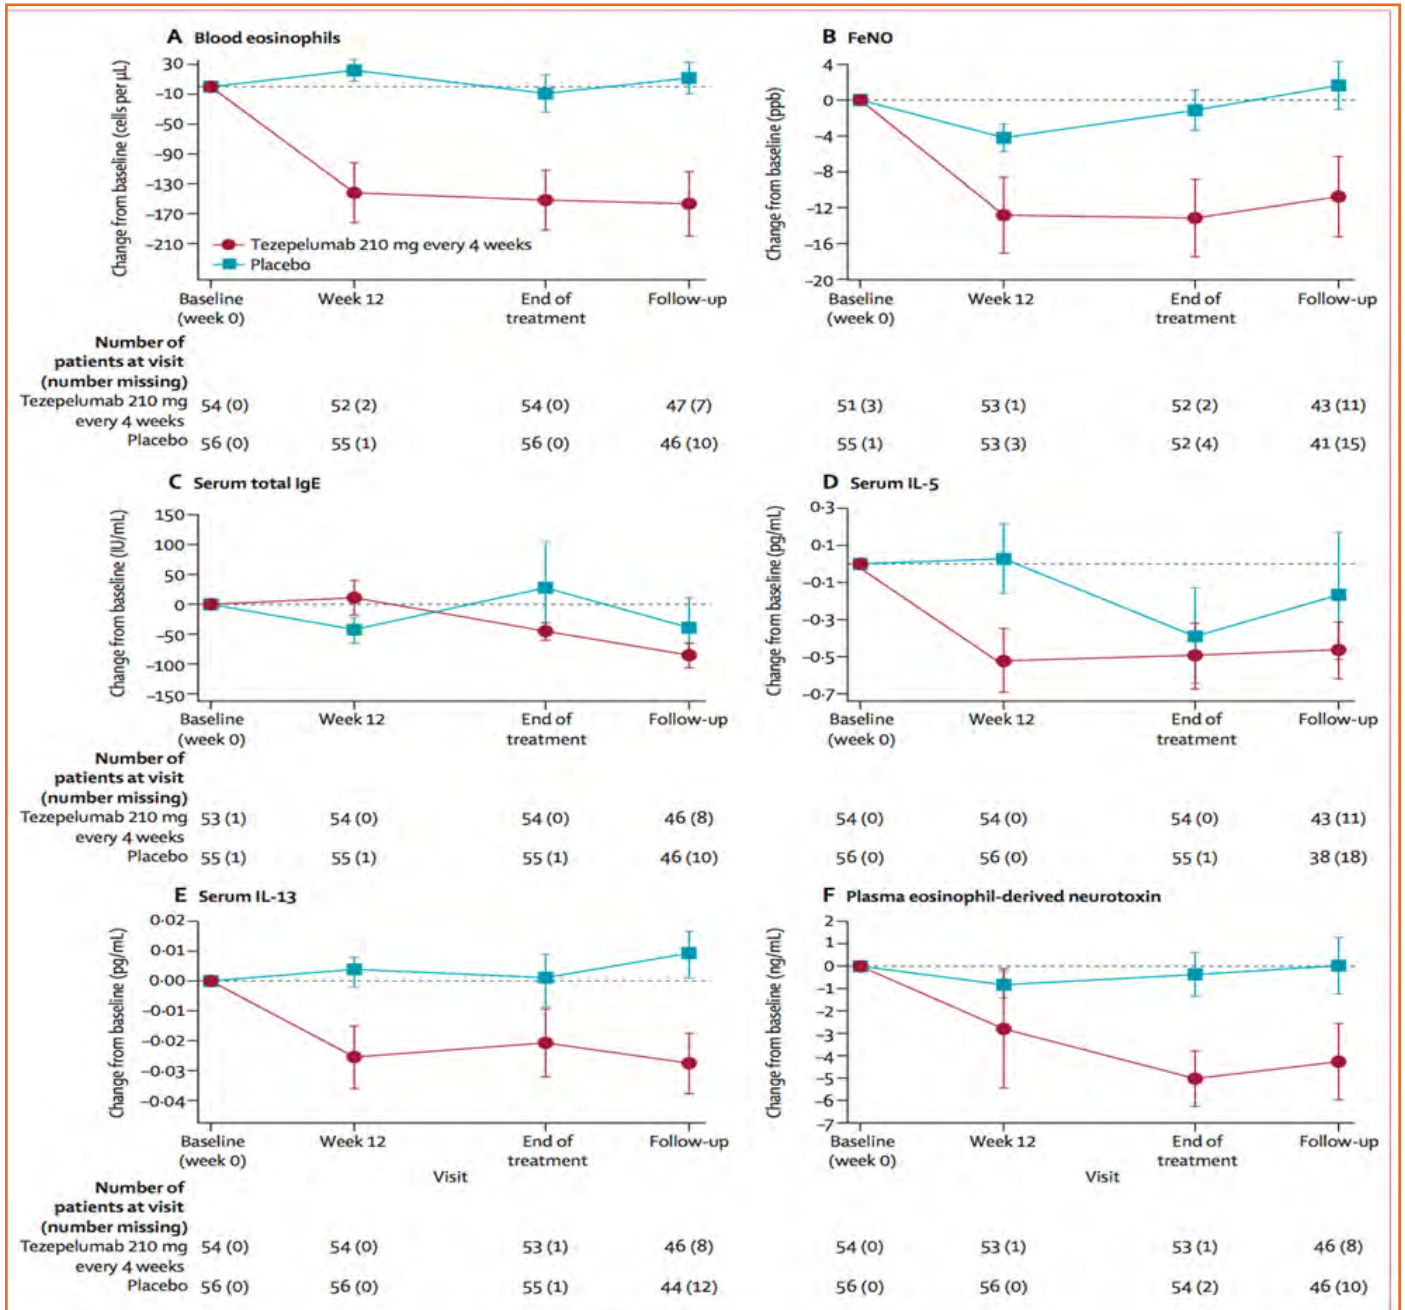 A Blood eosinophils
Change from baseline (cells per μL)
30
−10
−50
−90
−130
−170
−210
Tezepelumab 210 mg every 4 weeks
Placebo
Baseline (week 0)
Week 12
End of treatment
Follow-up
B FeNO
Change from baseline (ppb)
4
0
−4
−8
−12
−16
−20
Baseline (week 0)
Week 12
End of treatment
Follow-up
Number of
patients at visit
(number missing)
Tezepelumab 210 mg every 4 weeks 54 (0) 52 (2) 54 (0) 47 (7) 51 (3) 53 (1) 52 (2) 43 (11)
Placebo 56 (0) 55 (1) 56 (0) 46 (10) 55 (1) 53 (3) 52 (4) 41 (15)
C Serum total IgE
Change from baseline (IU/mL)
150
100
50
0
−50
−100
−150
Baseline (week 0)
Week 12
End of treatment
Follow-up
D Serum IL-5
Change from baseline (pg/mL)
0·3
0·1
−0·1
−0·3
−0·5
−0·7
Baseline (week 0)
Week 12
End of treatment
Follow-up
Number of
patients at visit
(number missing)
Tezepelumab 210 mg every 4 weeks 53 (1) 54 (0) 54 (0) 46 (8) 54 (0) 54 (0) 54 (0) 43 (11)
Placebo 55 (1) 55 (1) 55 (1) 46 (10) 56 (0) 56 (0) 55 (1) 38 (18)
E Serum IL-13
Change from baseline (pg/mL)
0·02
0·01
0·00
−0·01
−0·02
−0·03
−0·04
Baseline (week 0)
Week 12
End of treatment
Follow-up
Visit
F Plasma eosinophil-derived neurotoxin
Change from baseline (ng/mL)
2
1
0
−1
−2
−3
−4
−5
−6
−7
Baseline (week 0)
Week 12
End of treatment
Follow-up
Visit
Number of
patients at visit
(number missing)
Tezepelumab 210 mg every 4 weeks 54 (0) 54 (0) 53 (1) 46 (8) 54 (0) 53 (1) 53 (1) 46 (8)
Placebo 56 (0) 56 (0) 55 (1) 44 (12) 56 (0) 56 (0) 54 (2) 46 (10)